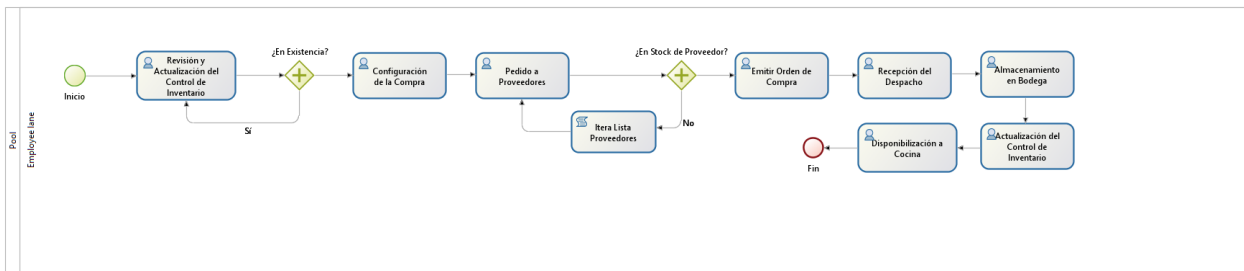 Pool
Employee lane
Inicio
Revisión y
Actualización del
Control de
Inventario
¿En Existencia?
Sí
Configuración
de la Compra
Pedido a
Proveedores
¿En Stock de Proveedor?
No
Itera Lista
Proveedores
Emitir Orden de
Compra
Recepción del
Despacho
Almacenamiento
en Bodega
Actualización del
Control de
Inventario
Disponibilización a
Cocina
Fin